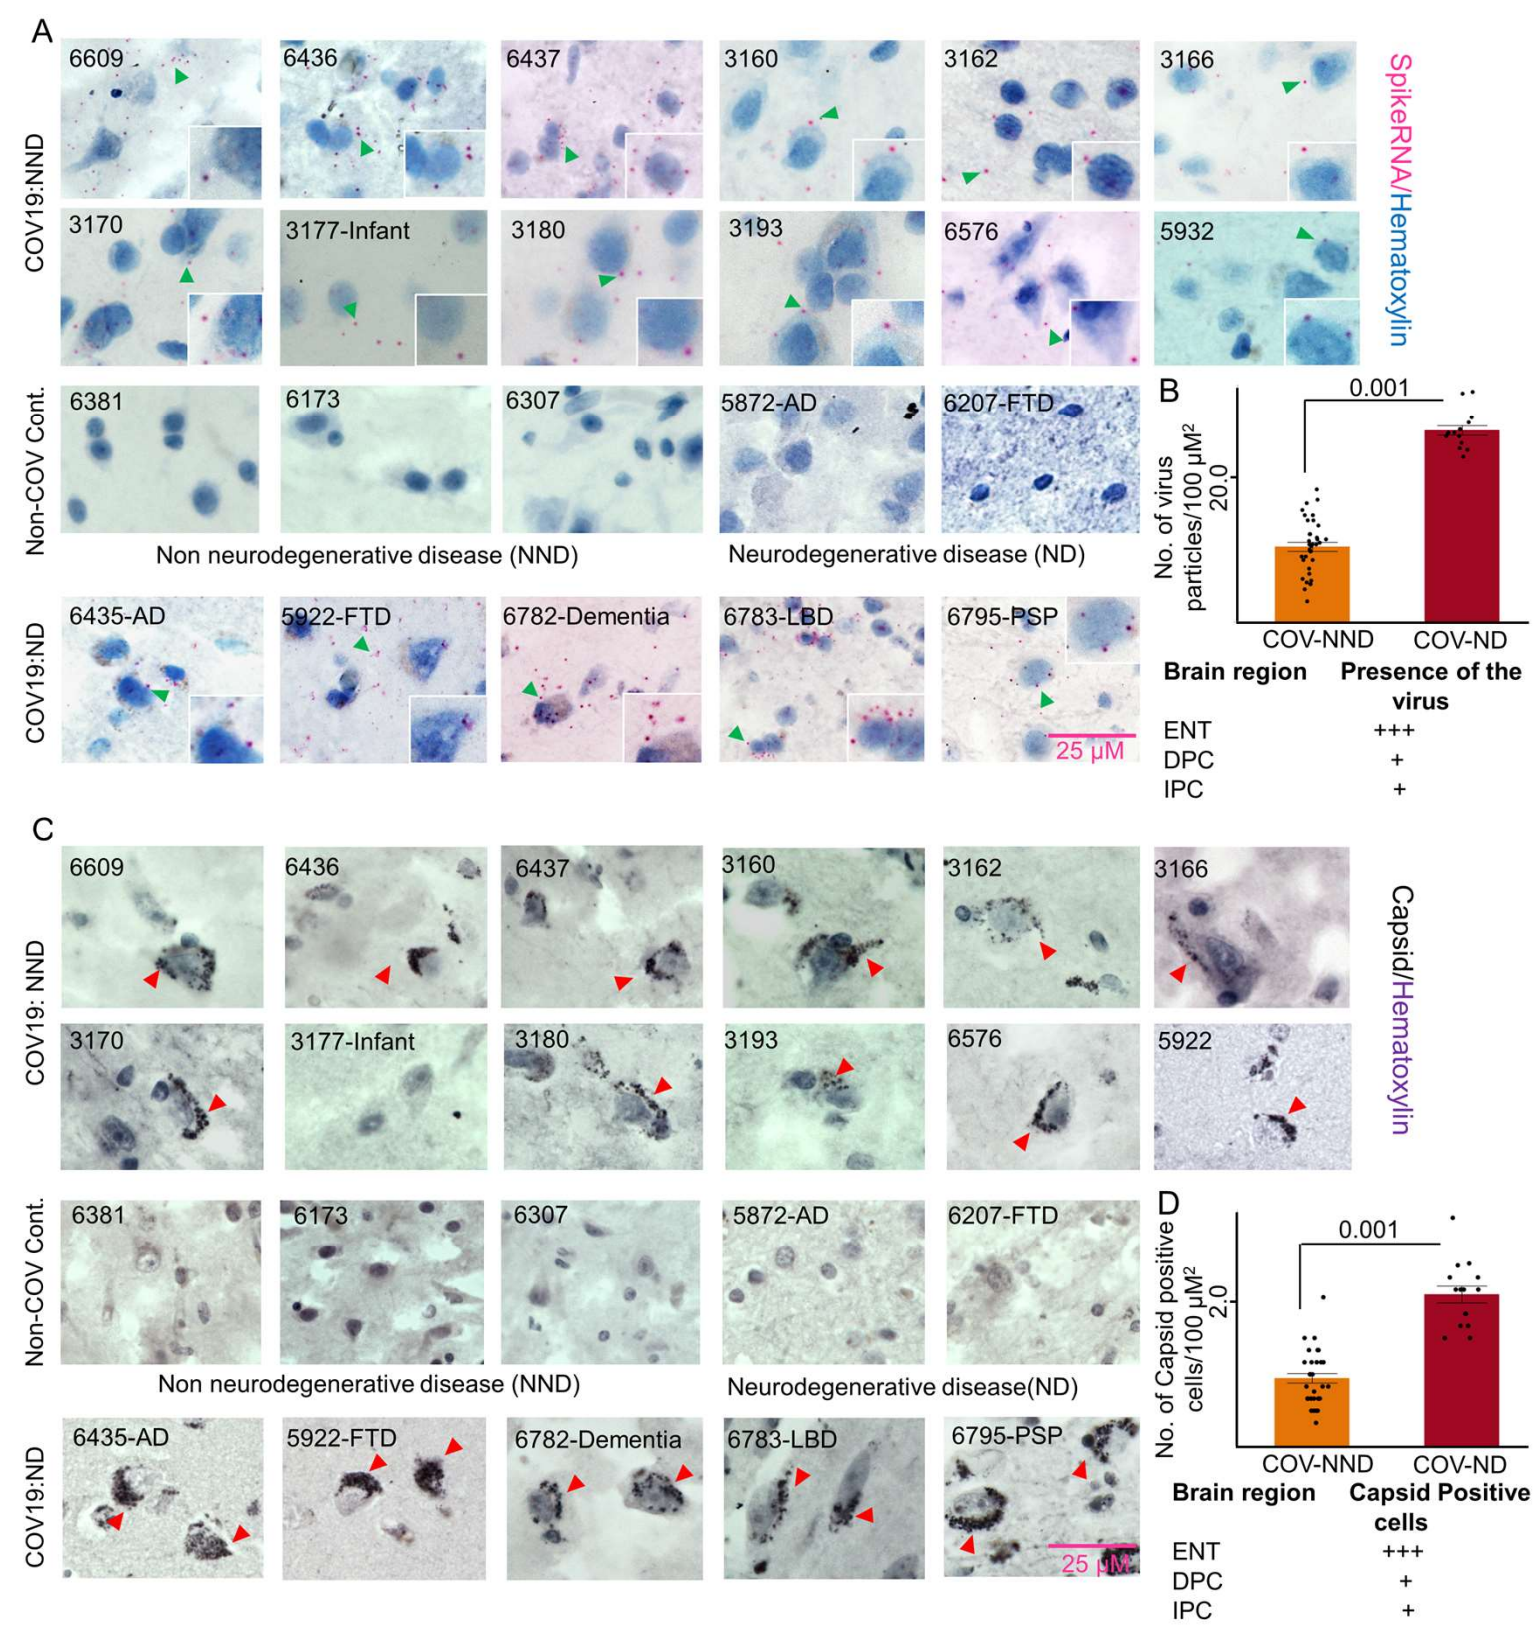 A
COV19:NND
6609
6436
6437
3160
3162
3166
3170
3177-Infant
3180
3193
6576
5932
SpikeRNA/Hematoxylin
Non-COV Cont.
6381
6173
6307
5872-AD
6207-FTD
Non neurodegenerative disease (NND)
Neurodegenerative disease (ND)
COV19:ND
6435-AD
5922-FTD
6782-Dementia
6783-LBD
6795-PSP
25 µM
B
0.001
No. of virus
particles/100 µM²
20.0
COV-NND
COV-ND
Brain region
Presence of the
virus
ENT +++
DPC +
IPC +
C
COV19: NND
6609
6436
6437
3160
3162
3166
3170
3177-Infant
3180
3193
6576
5922
Capsid/Hematoxylin
Non-COV Cont.
6381
6173
6307
5872-AD
6207-FTD
Non neurodegenerative disease (NND)
Neurodegenerative disease(ND)
COV19:ND
6435-AD
5922-FTD
6782-Dementia
6783-LBD
6795-PSP
25 µM
D
0.001
No. of Capsid positive
cells/100 µM²
2.0
COV-NND
COV-ND
Brain region
Capsid Positive
cells
ENT +++
DPC +
IPC +